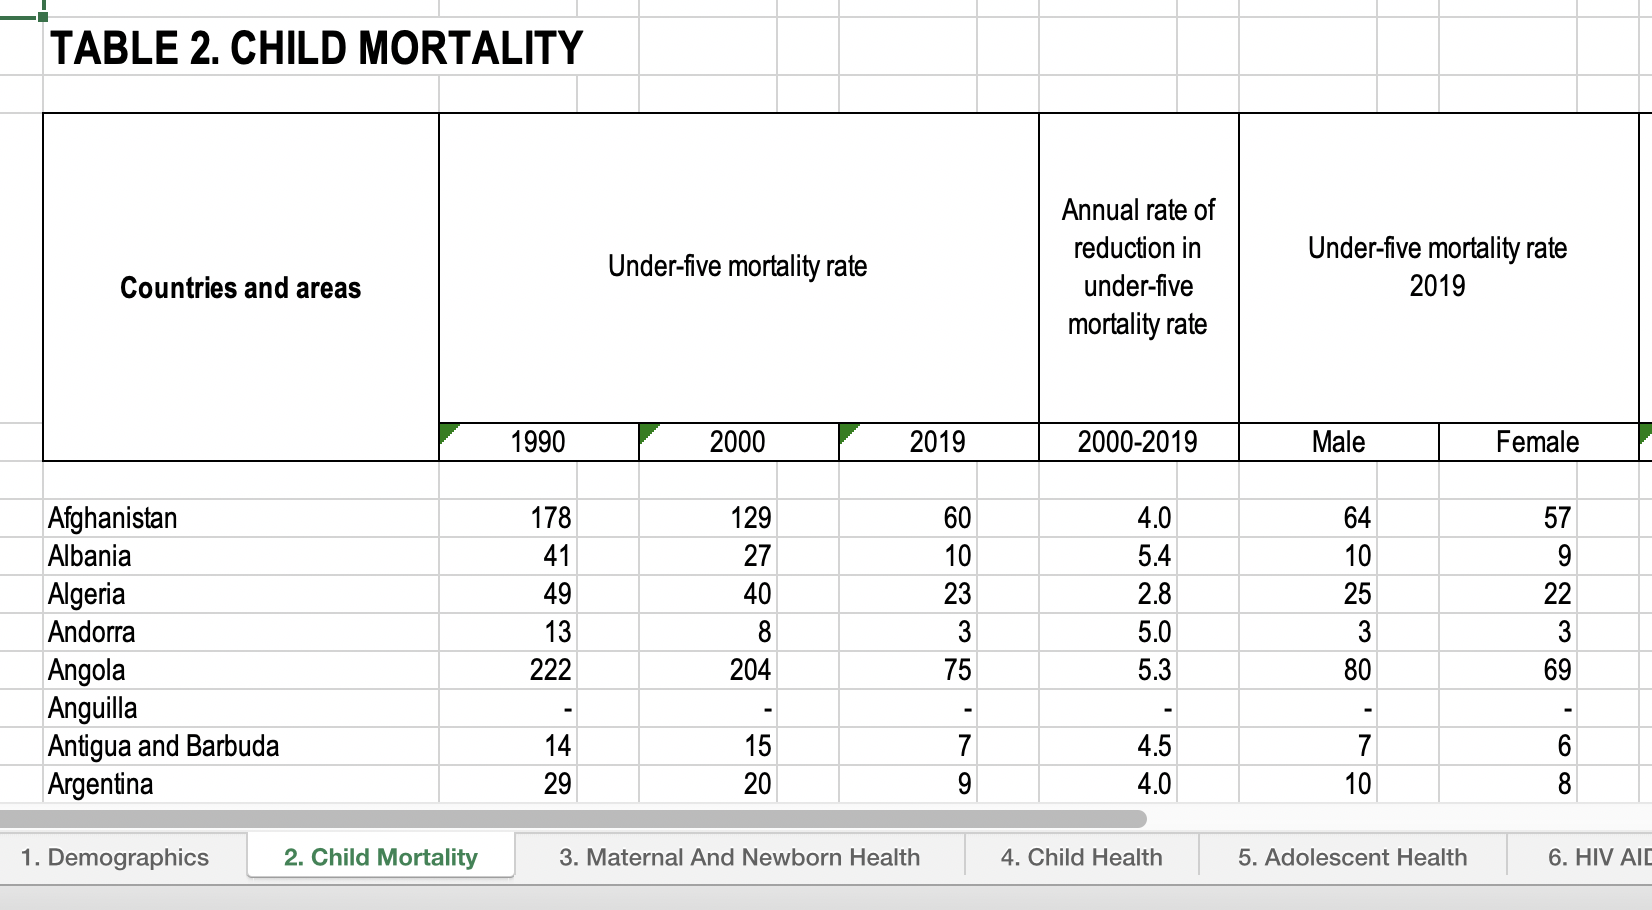 TABLE 2. CHILD MORTALITY
Countries and areas
Under-five mortality rate
Annual rate of
reduction in
under-five
mortality rate
Under-five mortality rate
2019
1990 2000 2019 2000-2019 Male Female
Afghanistan 178 129 60 4.0 64 57
Albania 41 27 10 5.4 10 9
Algeria 49 40 23 2.8 25 22
Andorra 13 8 3 5.0 3 3
Angola 222 204 75 5.3 80 69
Anguilla - - - - - -
Antigua and Barbuda 14 15 7 4.5 7 6
Argentina 29 20 9 4.0 10 8
1. Demographics 2. Child Mortality 3. Maternal And Newborn Health 4. Child Health 5. Adolescent Health 6. HIV